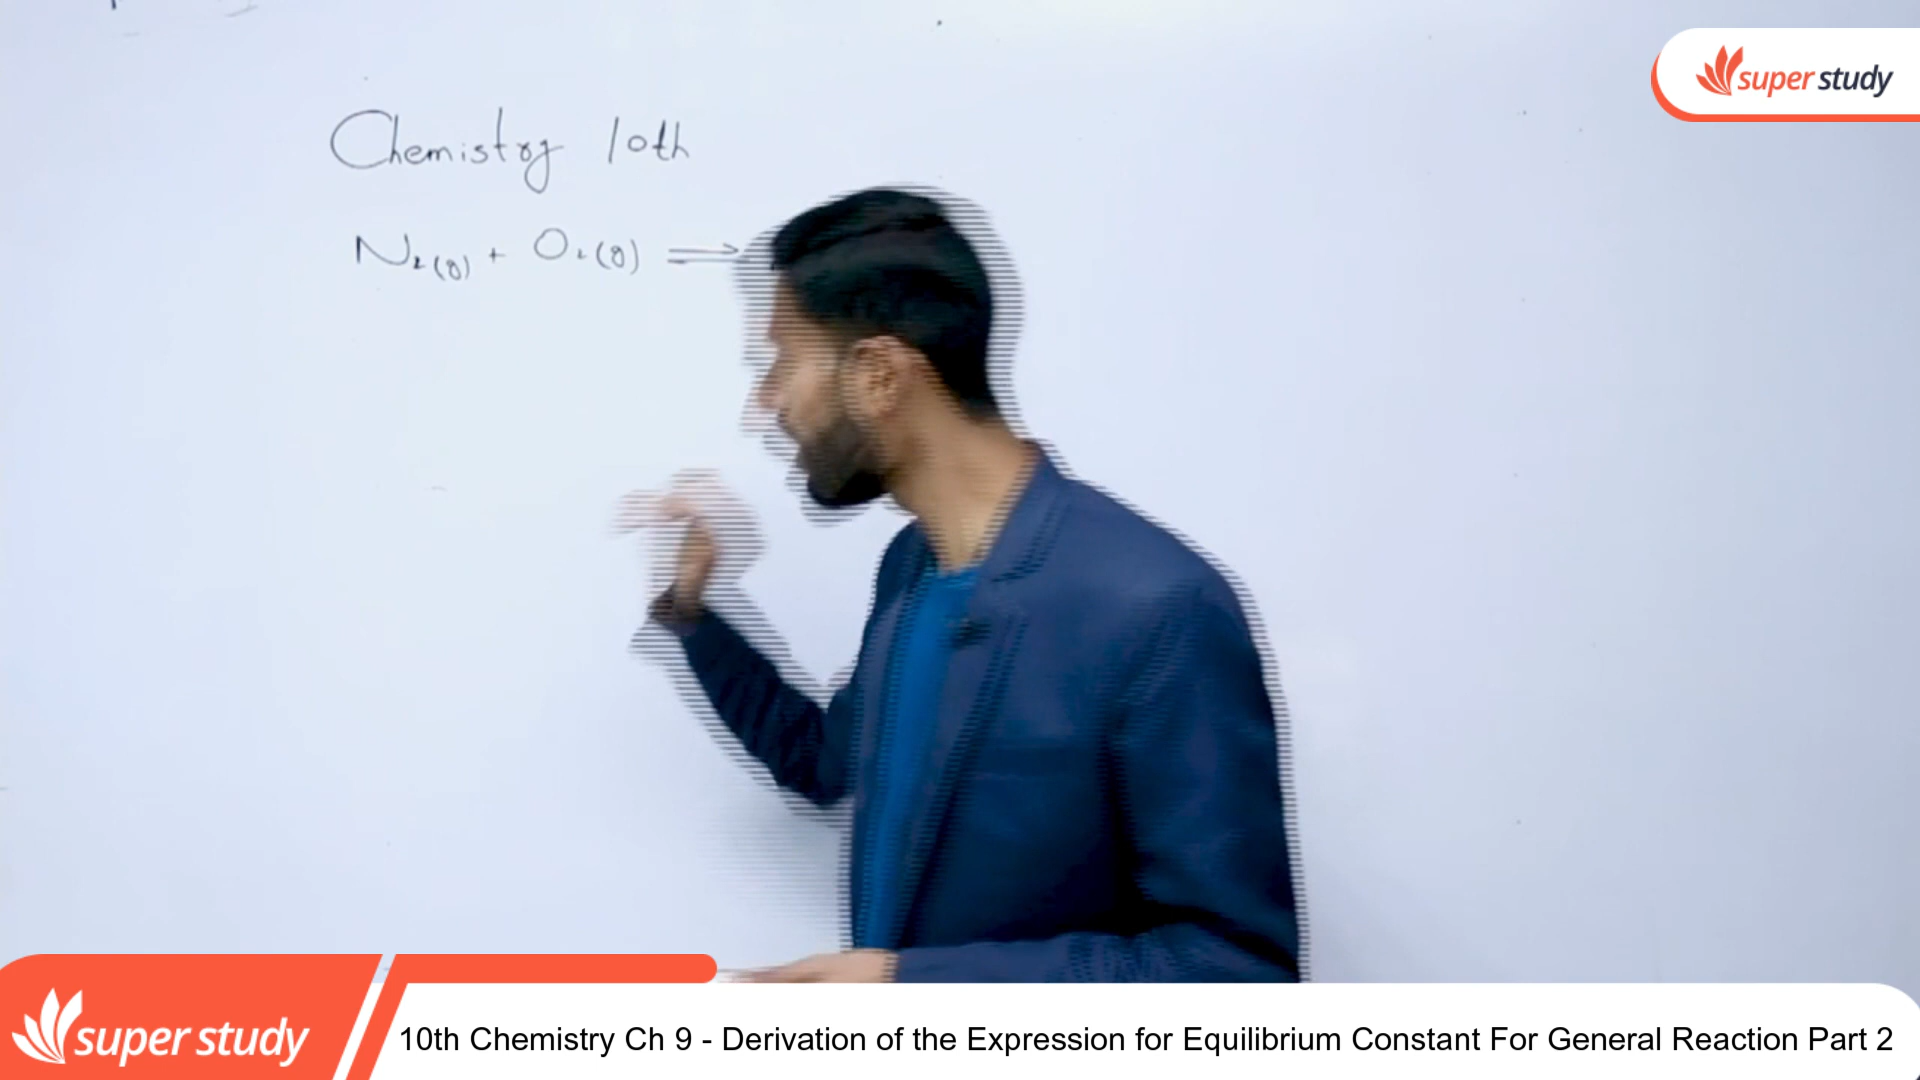 super study
Chemistry 10th
N₂(g) + O₂(g) ⇌
super study
10th Chemistry Ch 9 - Derivation of the Expression for Equilibrium Constant For General Reaction Part 2